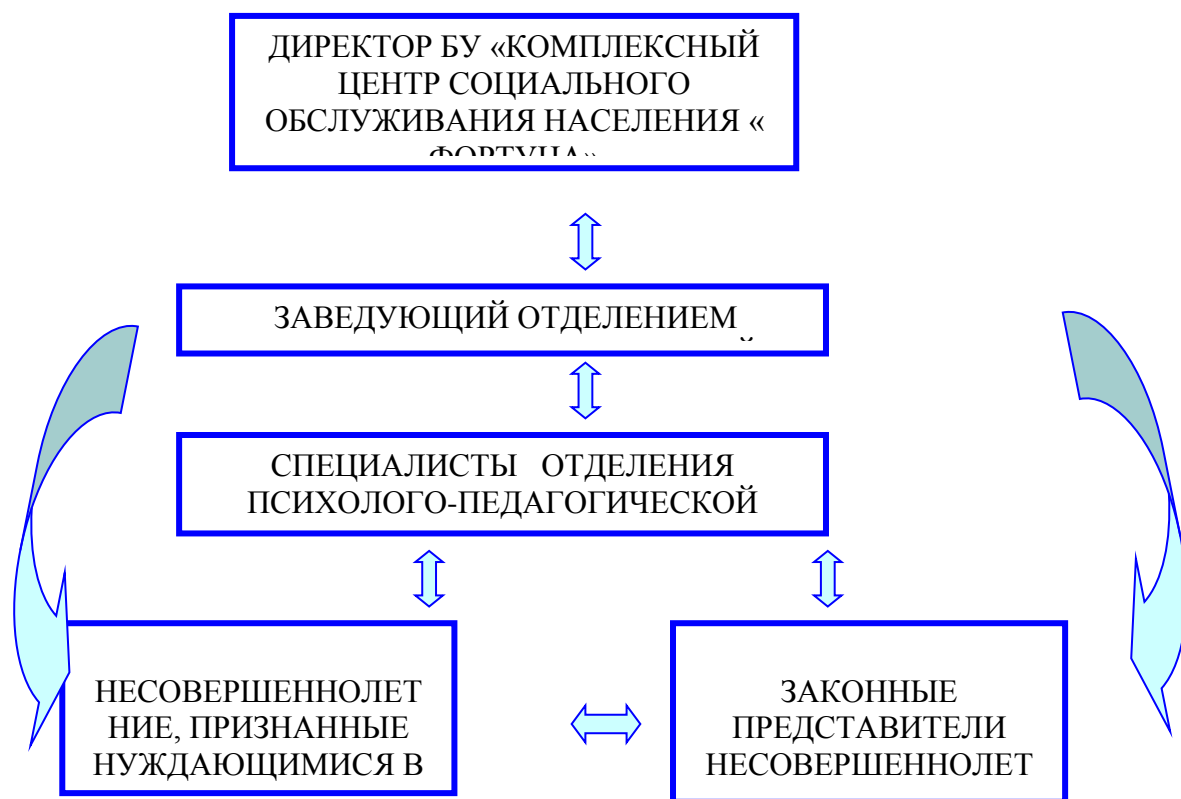 ДИРЕКТОР БУ «КОМПЛЕКСНЫЙ
ЦЕНТР СОЦИАЛЬНОГО
ОБСЛУЖИВАНИЯ НАСЕЛЕНИЯ «
ФОРТУНА»
ЗАВЕДУЮЩИЙ ОТДЕЛЕНИЕМ
СПЕЦИАЛИСТЫ ОТДЕЛЕНИЯ
ПСИХОЛОГО-ПЕДАГОГИЧЕСКОЙ
НЕСОВЕРШЕННОЛЕТ
НИЕ, ПРИЗНАННЫЕ
НУЖДАЮЩИМИСЯ В
ЗАКОННЫЕ
ПРЕДСТАВИТЕЛИ
НЕСОВЕРШЕННОЛЕТ